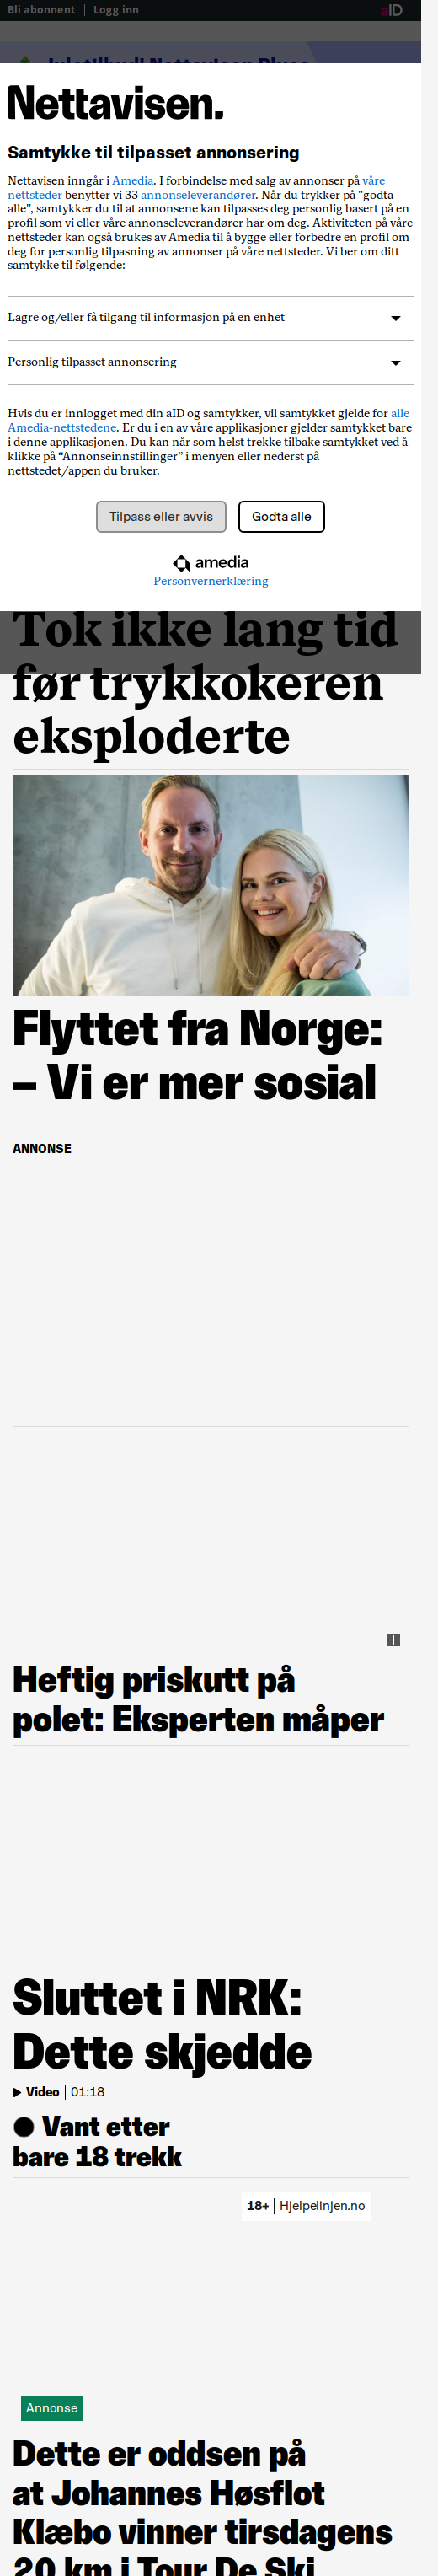 Bli abonnent | Logg inn
aID
Nettavisen.
Samtykke til tilpasset annonsering
Nettavisen inngår i Amedia. I forbindelse med salg av annonser på våre
nettsteder benytter vi 33 annonseleverandører. Når du trykker på "godta
alle", samtykker du til at annonsene kan tilpasses deg personlig basert på en
profil som vi eller våre annonseleverandører har om deg. Aktiviteten på våre
nettsteder kan også brukes av Amedia til å bygge eller forbedre en profil om
deg for personlig tilpasning av annonser på våre nettsteder. Vi ber om ditt
samtykke til følgende:
Lagre og/eller få tilgang til informasjon på en enhet
Personlig tilpasset annonsering
Hvis du er innlogget med din aID og samtykker, vil samtykket gjelde for alle
Amedia-nettstedene. Er du i en av våre applikasjoner gjelder samtykket bare
i denne applikasjonen. Du kan når som helst trekke tilbake samtykket ved å
klikke på “Annonseinnstillinger” i menyen eller nederst på
nettstedet/appen du bruker.
Tilpass eller avvis
Godta alle
amedia
Personvernerklæring
Tok ikke lang tid
før trykkokeren
eksploderte
Flyttet fra Norge:
– Vi er mer sosial
ANNONSE
Heftig priskutt på
polet: Eksperten måper
Sluttet i NRK:
Dette skjedde
Video | 01:18
Vant etter
bare 18 trekk
18+ | Hjelpelinjen.no
Annonse
Dette er oddsen på
at Johannes Høsflot
Klæbo vinner tirsdagens
20 km i Tour De Ski